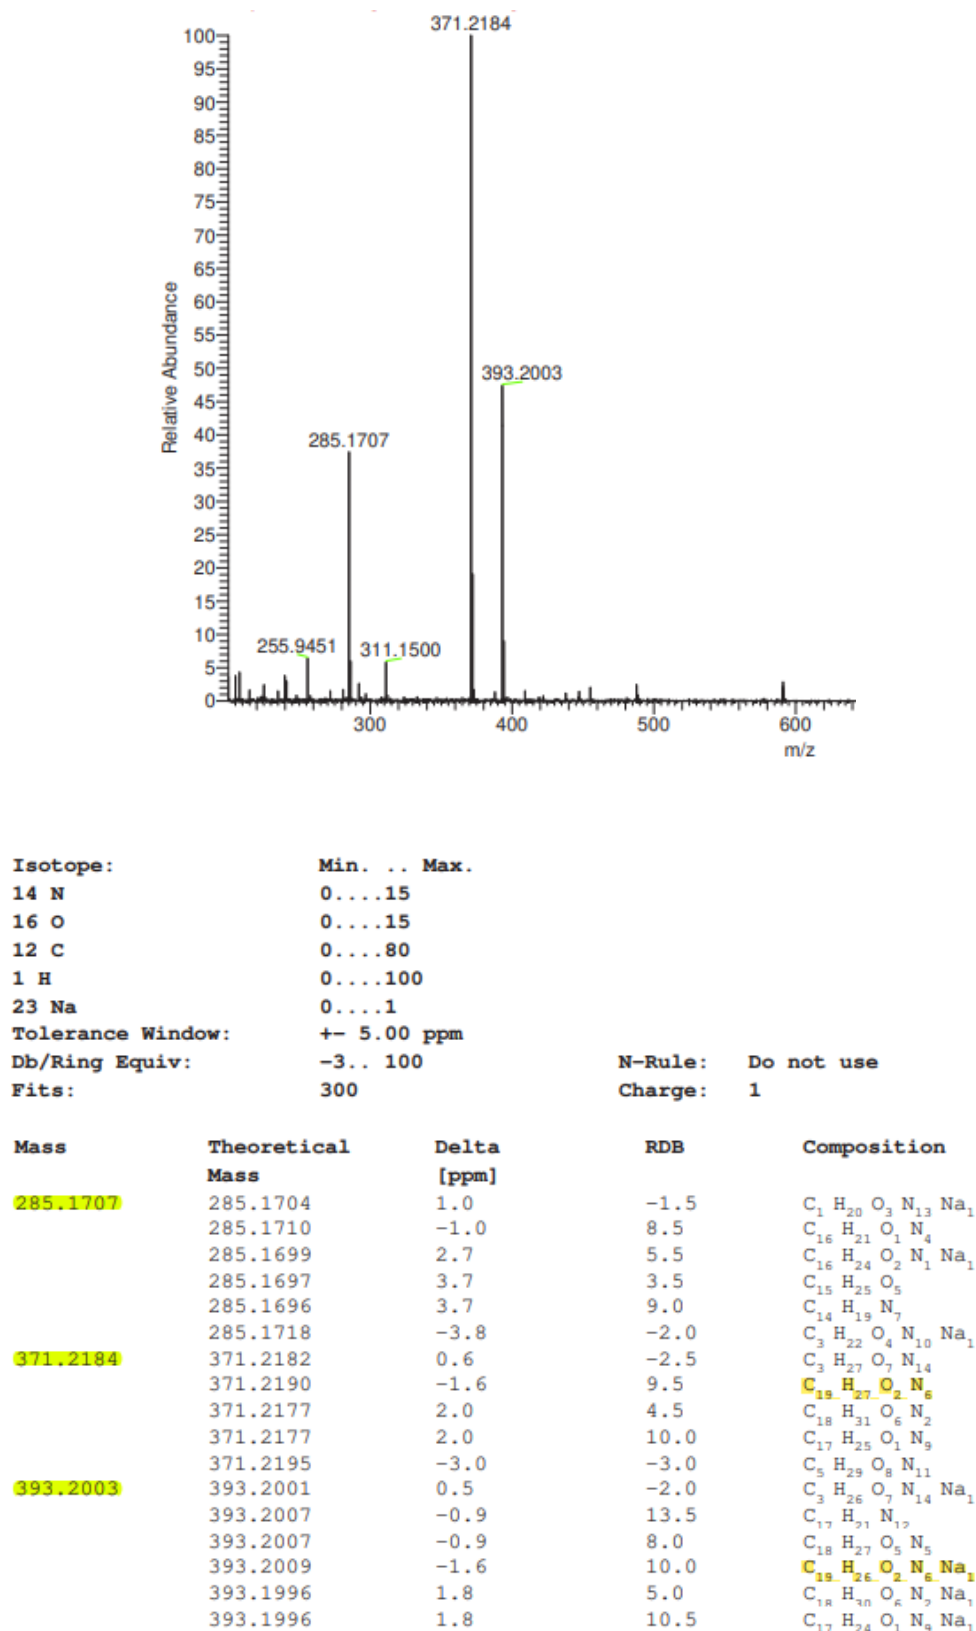 371.2184
100
95
90
85
80
75
70
65
60
55
50
45
40
35
30
25
20
15
10
5
0
Relative Abundance
393.2003
285.1707
255.9451
311.1500
300 400 500 600
m/z
Isotope: Min. .. Max.
14 N 0....15
16 O 0....15
12 C 0....80
1 H 0....100
23 Na 0....1
Tolerance Window: +- 5.00 ppm
Db/Ring Equiv: -3.. 100 N-Rule: Do not use
Fits: 300 Charge: 1
Mass Theoretical Delta RDB Composition
Mass [ppm]
285.1707 285.1704 1.0 -1.5 C1 H20 O3 N13 Na1
285.1710 -1.0 8.5 C16 H21 O1 N4
285.1699 2.7 5.5 C16 H24 O2 N1 Na1
285.1697 3.7 3.5 C15 H25 O5
285.1696 3.7 9.0 C14 H19 N7
285.1718 -3.8 -2.0 C3 H22 O4 N10 Na1
371.2184 371.2182 0.6 -2.5 C3 H27 O7 N14
371.2190 -1.6 9.5 C19 H27 O2 N6
371.2177 2.0 4.5 C18 H31 O6 N2
371.2177 2.0 10.0 C17 H25 O1 N9
371.2195 -3.0 -3.0 C5 H29 O8 N11
393.2003 393.2001 0.5 -2.0 C3 H26 O7 N14 Na1
393.2007 -0.9 13.5 C17 H21 N12
393.2007 -0.9 8.0 C18 H27 O5 N5
393.2009 -1.6 10.0 C19 H26 O2 N6 Na1
393.1996 1.8 5.0 C18 H30 O6 N2 Na1
393.1996 1.8 10.5 C17 H24 O1 N9 Na1